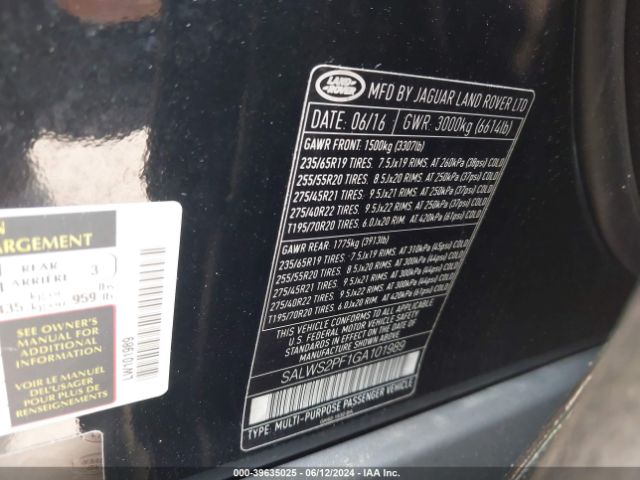 LAND-
ROVER
MFD BY JAGUAR LAND ROVER LTD
DATE: 06/16 GWR: 3000kg (6614lb)
GAWR FRONT: 1500kg (3307lb)
235/65R19 TIRES. 7.5Jx19 RIMS. AT 260kPa (38psi) COLD
255/55R20 TIRES. 8.5Jx20 RIMS. AT 250kPa (37psi) COLD
275/45R21 TIRES. 9.5Jx21 RIMS. AT 250kPa (37psi) COLD
275/40R22 TIRES. 9.5Jx22 RIMS. AT 250kPa (37psi) COLD
T195/70R20 TIRES. 6.0Jx20 RIM. AT 420kPa (61psi) COLD
GAWR REAR: 1775kg (3913lb)
235/65R19 TIRES. 7.5Jx19 RIMS. AT 310kPa (45psi) COLD
255/55R20 TIRES. 8.5Jx20 RIMS. AT 300kPa (44psi) COLD
275/45R21 TIRES. 9.5Jx21 RIMS. AT 300kPa (44psi) COLD
275/40R22 TIRES. 9.5Jx22 RIMS. AT 300kPa (44psi) COLD
T195/70R20 TIRES. 6.0Jx20 RIM. AT 420kPa (61psi) COLD
THIS VEHICLE CONFORMS TO ALL APPLICABLE
U.S. FEDERAL MOTOR VEHICLE SAFETY STANDARDS
IN EFFECT ON THE DATE OF MANUFACTURE SHOWN ABOVE.
SALWS2PF1GA101989
TYPE: MULTI-PURPOSE PASSENGER VEHICLE
N
ARGEMENT
REAR 3
ARRIÈRE
435 kg or/ou 959 lb
SEE OWNER'S
MANUAL FOR
ADDITIONAL
INFORMATION
VOIR LE MANUEL
DE L'USAGER
POUR PLUS DE
RENSEIGNEMENTS
LW101989
000-39635025 - 06/12/2024 - IAA Inc.